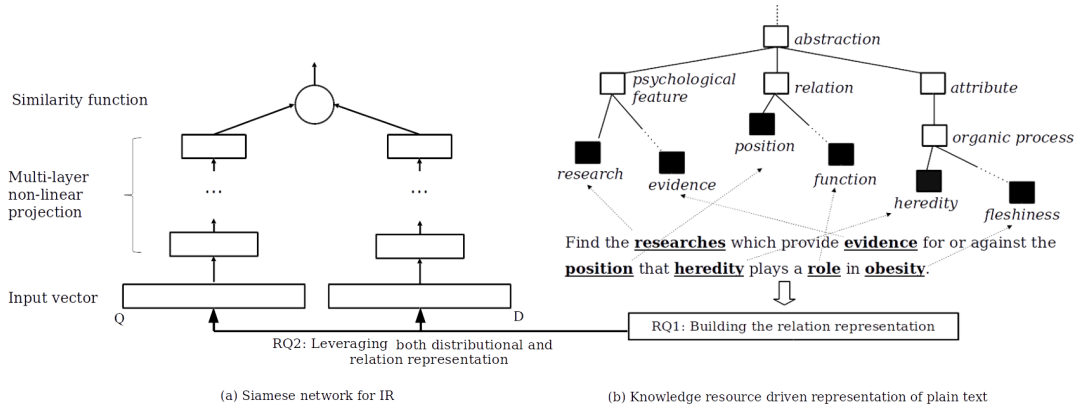 Similarity function
Multi-layer
non-linear
projection
...
...
Input vector
Q
D
RQ2: Leveraging both distributional and
relation representation
(a) Siamese network for IR
abstraction
psychological
feature
relation
attribute
organic process
research
evidence
position
function
heredity
fleshiness
Find the researches which provide evidence for or against the
position that heredity plays a role in obesity.
RQ1: Building the relation representation
(b) Knowledge resource driven representation of plain text